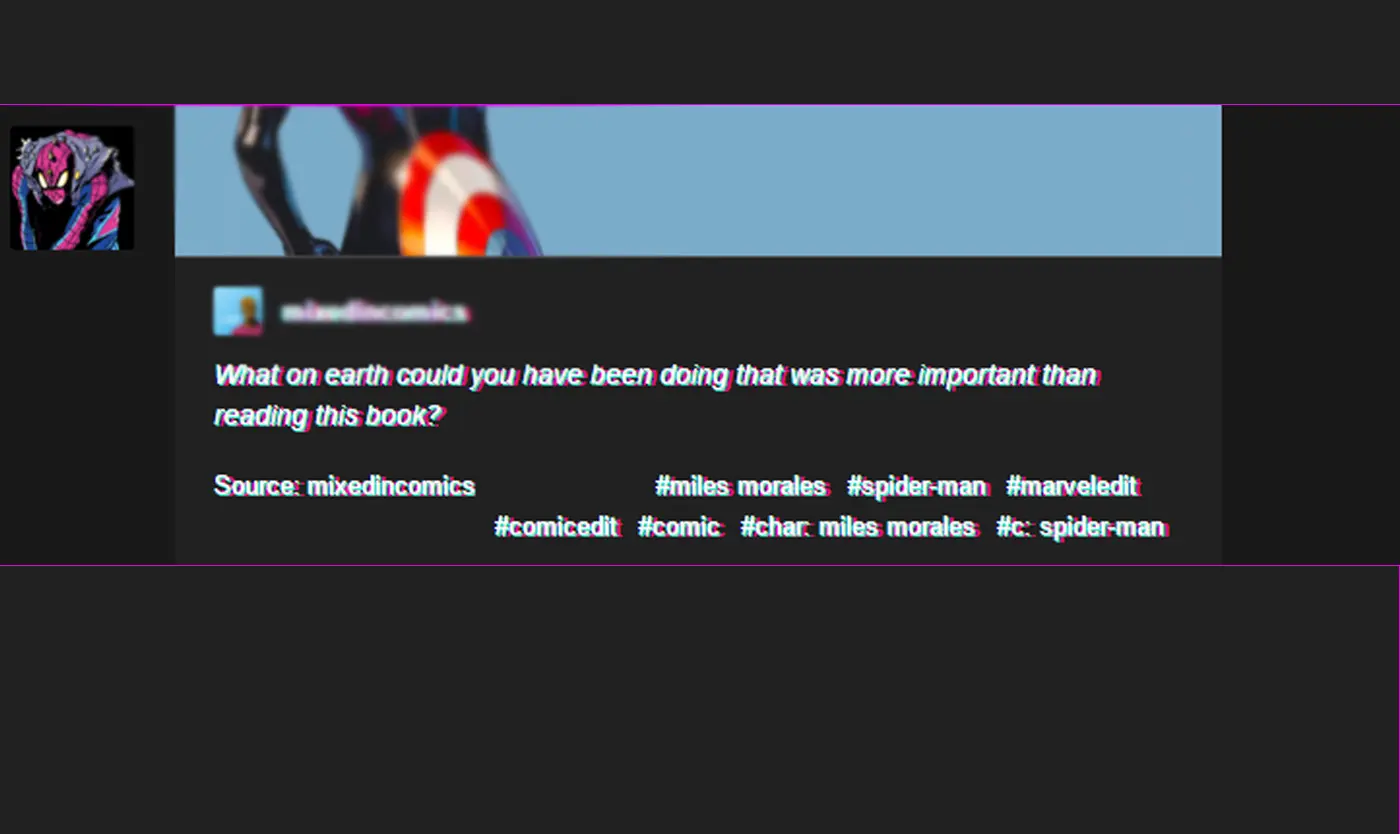 mixedincomics
What on earth could you have been doing that was more important than
reading this book?
Source: mixedincomics #miles morales #spider-man #marveledit
#comicedit #comic #char: miles morales #c: spider-man